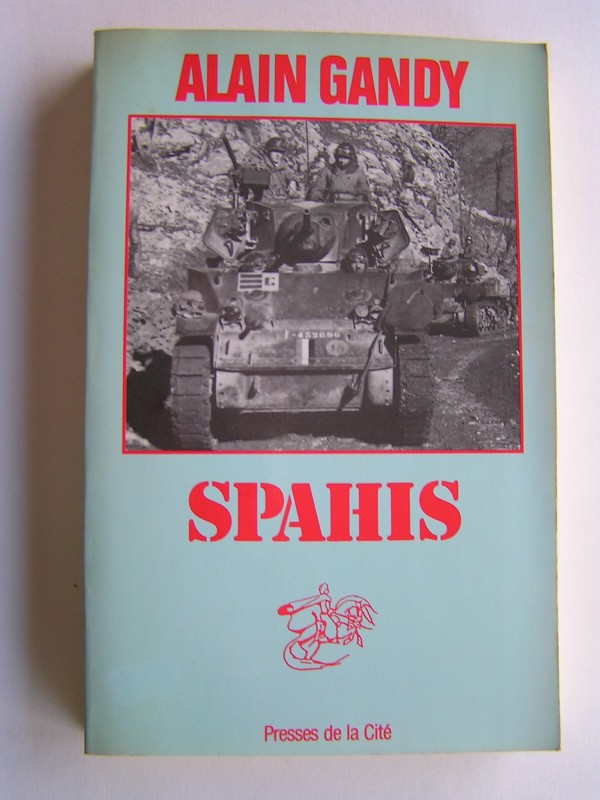 ALAIN GANDY
SPAHIS
Presses de la Cité